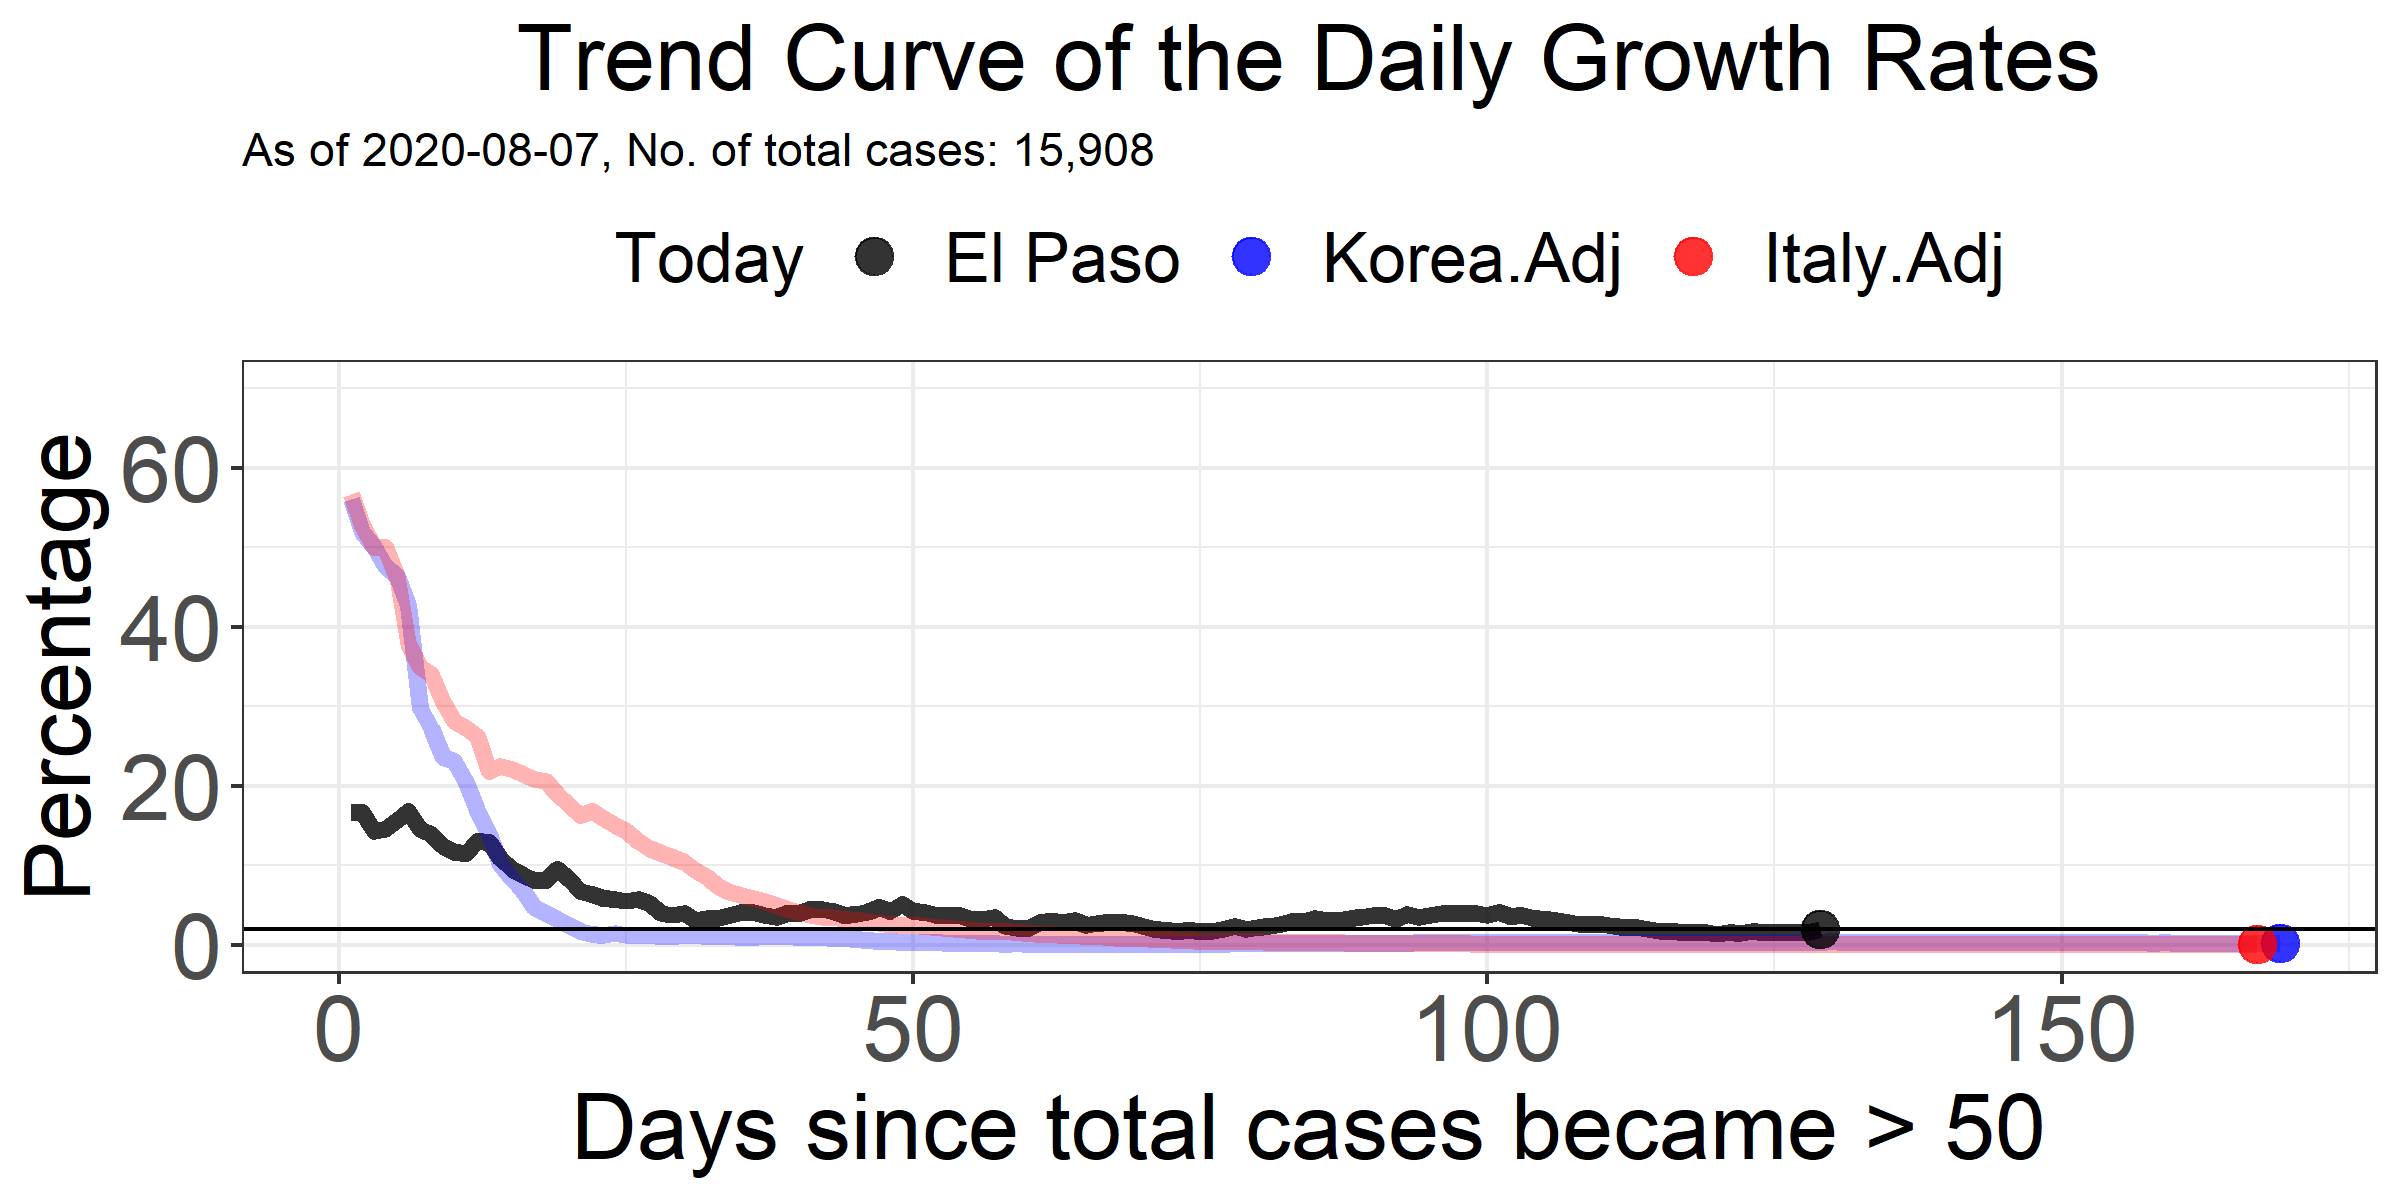 Trend Curve of the Daily Growth Rates
As of 2020-08-07, No. of total cases: 15,908
Today El Paso Korea.Adj Italy.Adj
Percentage
60
40
20
0
0 50 100 150
Days since total cases became > 50